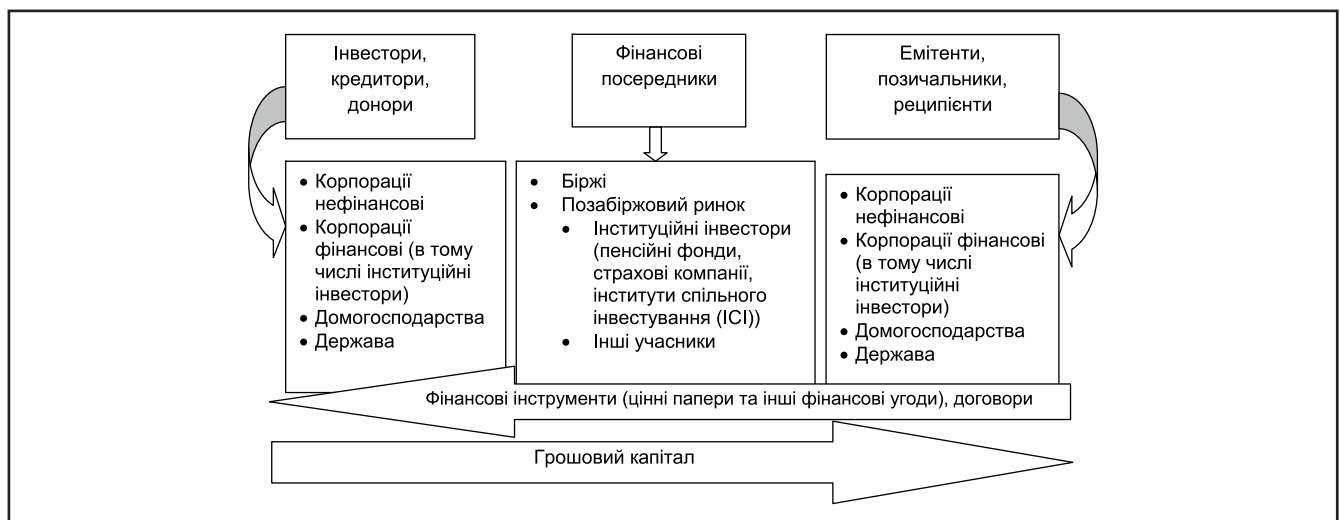 Інвестори,
кредитори,
донори
Фінансові
посередники
Емітенти,
позичальники,
реципієнти
• Корпорації
нефінансові
• Корпорації
фінансові (в тому
числі інституційні
інвестори)
• Домогосподарства
• Держава
• Біржі
• Позабіржовий ринок
• Інституційні інвестори
(пенсійні фонди,
страхові компанії,
інститути спільного
інвестування (ІСІ))
• Інші учасники
• Корпорації
нефінансові
• Корпорації фінансові
(в тому числі
інституційні
інвестори)
• Домогосподарства
• Держава
Фінансові інструменти (цінні папери та інші фінансові угоди), договори
Грошовий капітал